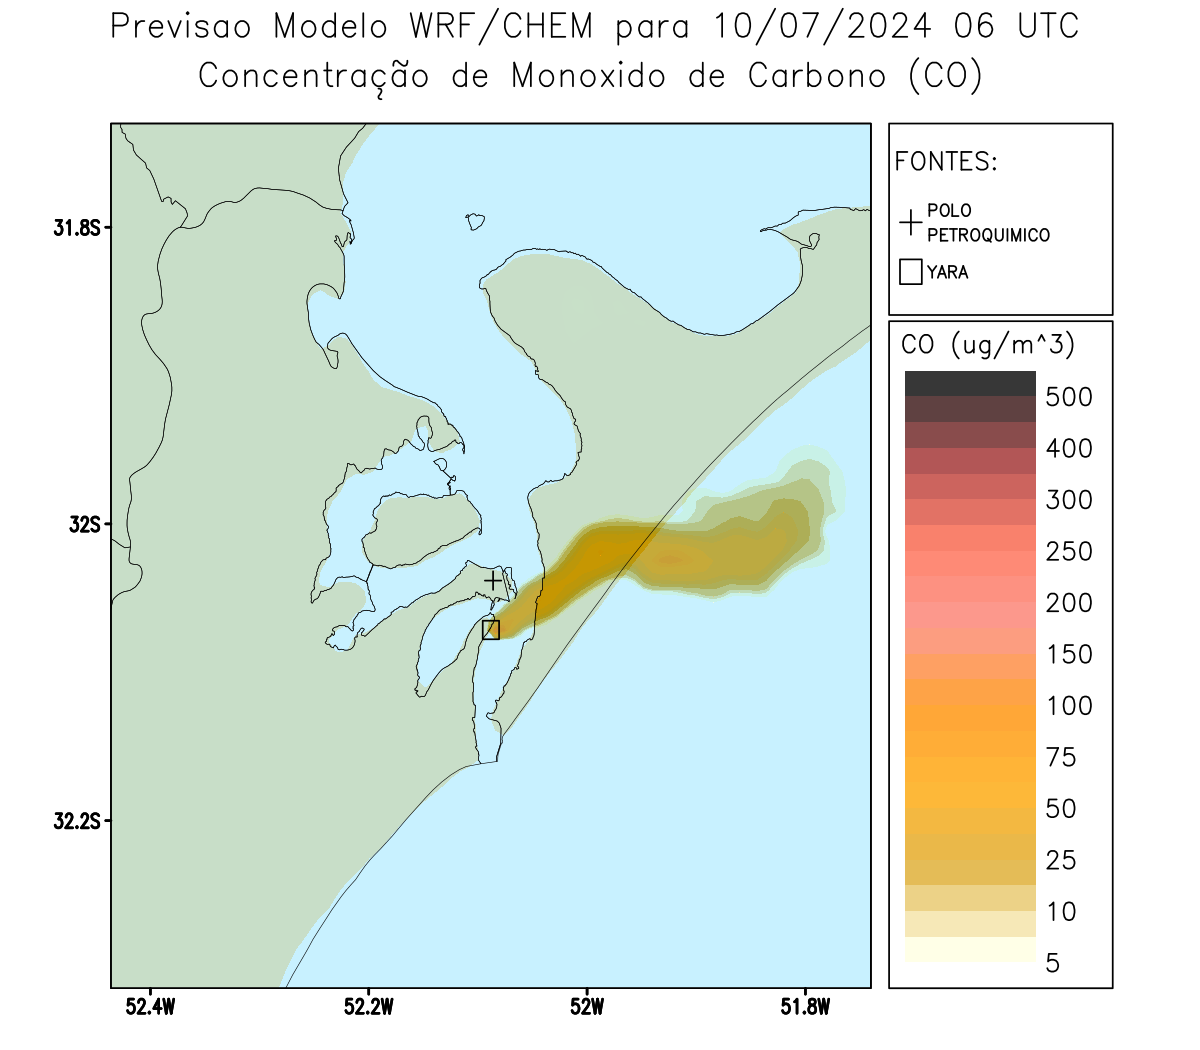 Previsao Modelo WRF/CHEM para 10/07/2024 06 UTC
Concentração de Monoxido de Carbono (CO)
FONTES:
POLO
PETROQUIMICO
YARA
CO (ug/m^3)
500
400
300
250
200
150
100
75
50
25
10
5
31.8S
32S
32.2S
52.4W
52.2W
52W
51.8W